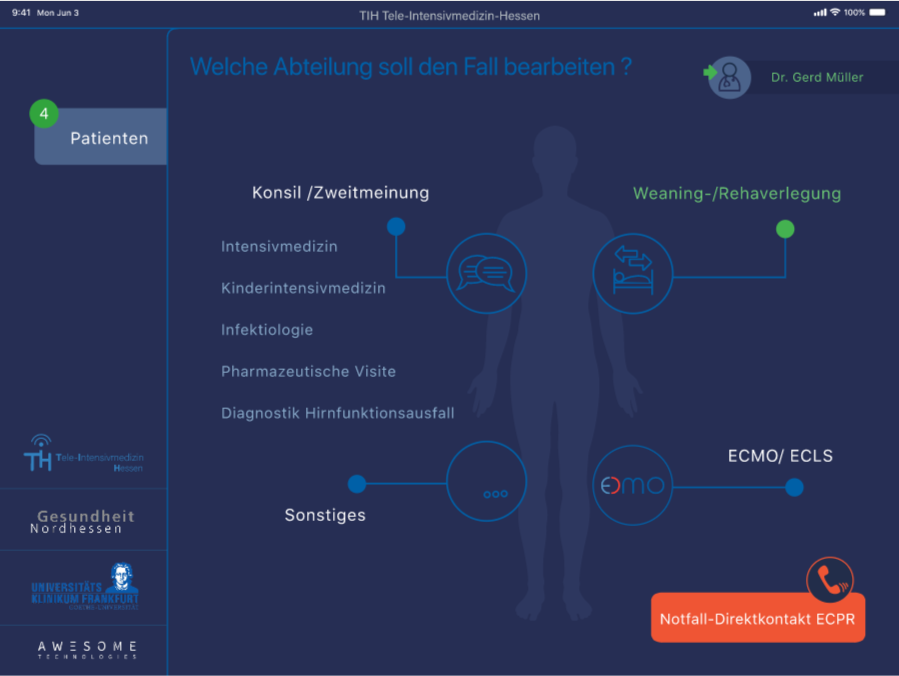 9:41 Mon Jun 3
TIH Tele-Intensivmedizin-Hessen
100%
Welche Abteilung soll den Fall bearbeiten ?
Dr. Gerd Müller
4
Patienten
Konsil /Zweitmeinung
Weaning-/Rehaverlegung
Intensivmedizin
Kinderintensivmedizin
Infektiologie
Pharmazeutische Visite
Diagnostik Hirnfunktionsausfall
ECMO/ ECLS
ecmo
Sonstiges
TIH Tele-Intensivmedizin
Hessen
Gesundheit
Nordhessen
UNIVERSITÄTS
KLINIKUM FRANKFURT
GOETHE-UNIVERSITÄT
Notfall-Direktkontakt ECPR
AWESOME
TECHNOLOGIES